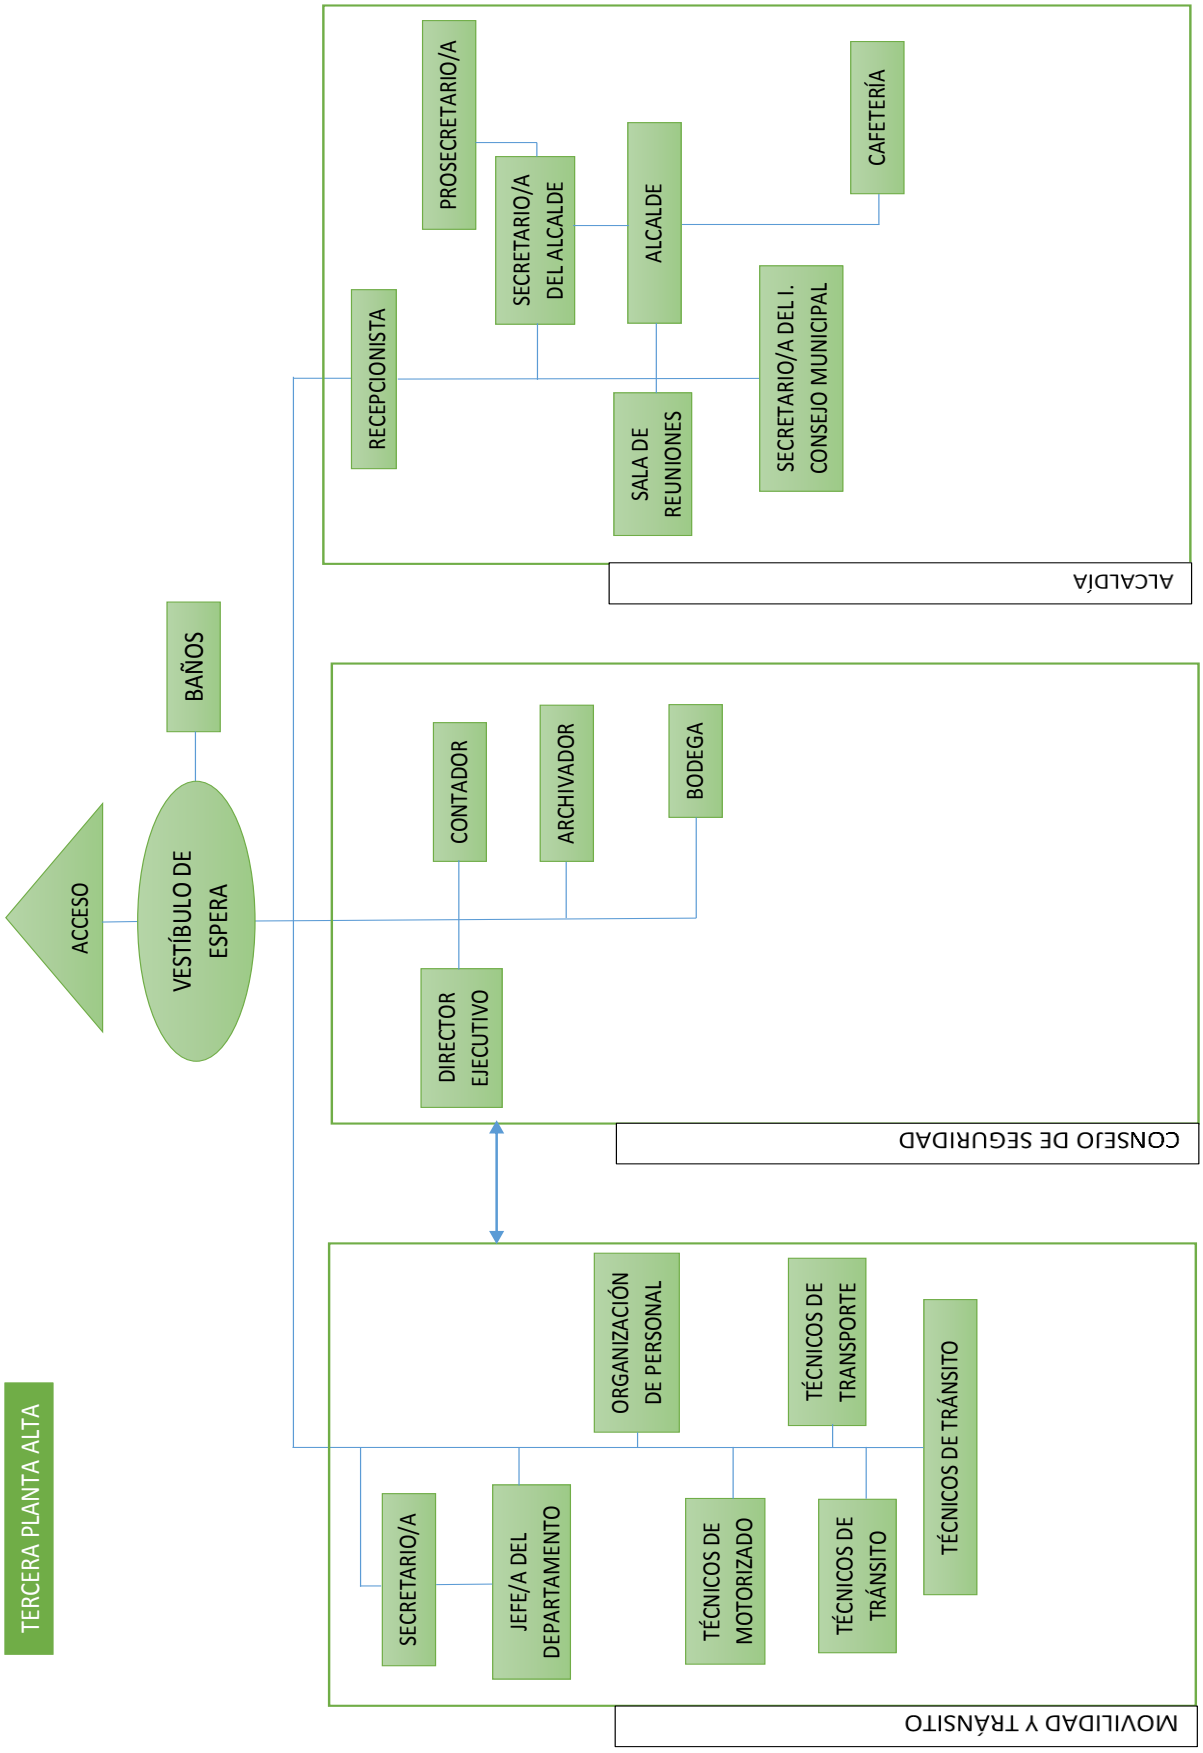 TERCERA PLANTA ALTA
ACCESO
VESTÍBULO DE
ESPERA
BAÑOS
MOVILIDAD Y TRÁNSITO
SECRETARIO/A
JEFE/A DEL
DEPARTAMENTO
ORGANIZACIÓN
DE PERSONAL
TÉCNICOS DE
MOTORIZADO
TÉCNICOS DE
TRANSPORTE
TÉCNICOS DE
TRÁNSITO
TÉCNICOS DE TRÁNSITO
CONSEJO DE SEGURIDAD
DIRECTOR
EJECUTIVO
CONTADOR
ARCHIVADOR
BODEGA
ALCALDÍA
RECEPCIONISTA
PROSECRETARIO/A
SECRETARIO/A
DEL ALCALDE
ALCALDE
SALA DE
REUNIONES
SECRETARIO/A DEL I.
CONSEJO MUNICIPAL
CAFETERÍA